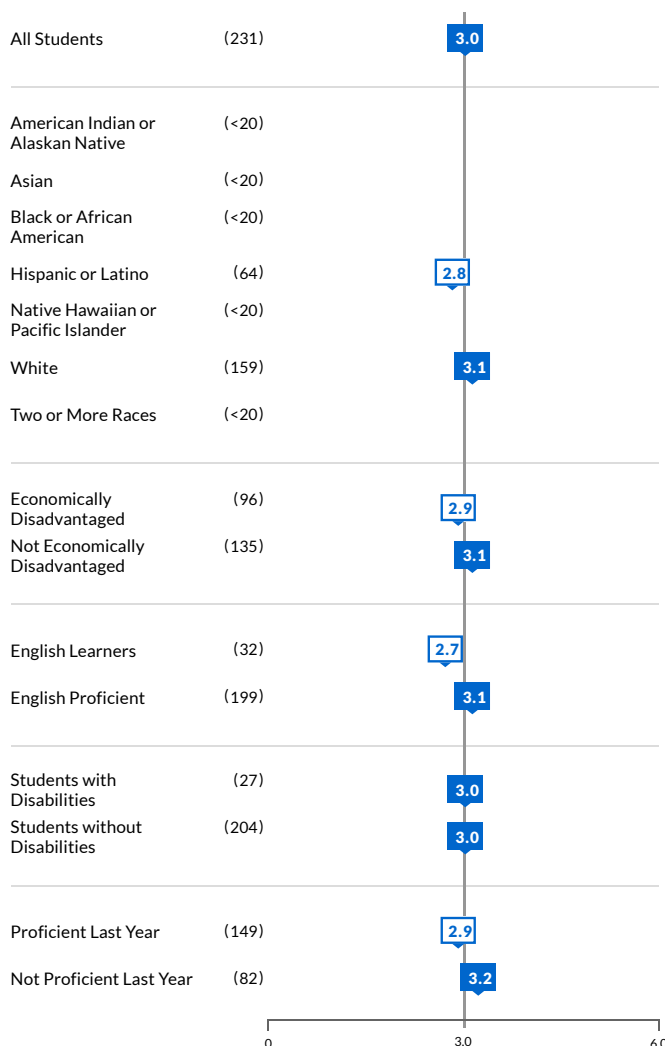 All Students (231) 3.0
American Indian or (<20)
Alaskan Native
Asian (<20)
Black or African (<20)
American
Hispanic or Latino (64) 2.8
Native Hawaiian or (<20)
Pacific Islander
White (159) 3.1
Two or More Races (<20)
Economically (96) 2.9
Disadvantaged
Not Economically (135) 3.1
Disadvantaged
English Learners (32) 2.7
English Proficient (199) 3.1
Students with (27) 3.0
Disabilities
Students without (204) 3.0
Disabilities
Proficient Last Year (149) 2.9
Not Proficient Last Year (82) 3.2
0 3.0 6.0